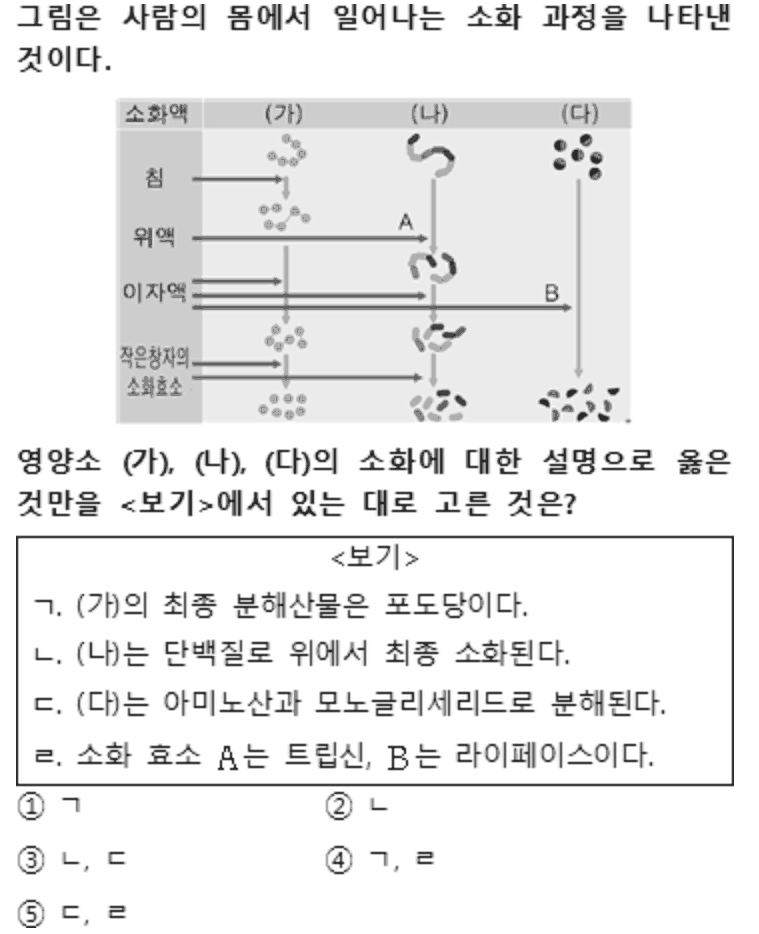 그림은 사람의 몸에서 일어나는 소화 과정을 나타낸
것이다.
소화액 (가) (나) (다)
침
위액 A
이자액 B
작은창자의
소화효소
영양소 (가), (나), (다)의 소화에 대한 설명으로 옳은
것만을 <보기>에서 있는 대로 고른 것은?
<보기>
ㄱ. (가)의 최종 분해산물은 포도당이다.
ㄴ. (나)는 단백질로 위에서 최종 소화된다.
ㄷ. (다)는 아미노산과 모노글리세리드로 분해된다.
ㄹ. 소화 효소 A는 트립신, B는 라이페이스이다.
① ㄱ ② ㄴ
③ ㄴ, ㄷ ④ ㄱ, ㄹ
⑤ ㄷ, ㄹ